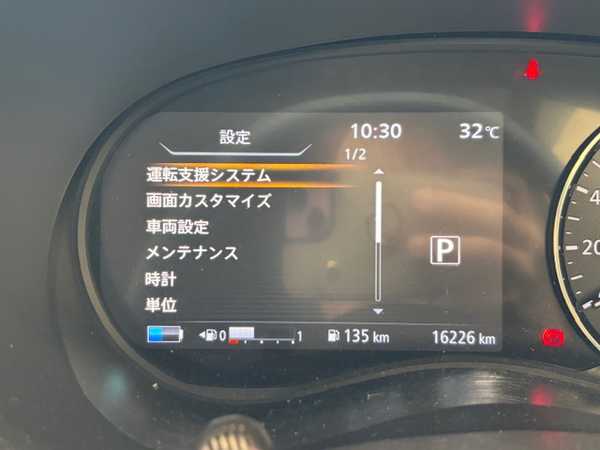 設定
10:30
32℃
1/2
運転支援システム
画面カスタマイズ
車両設定
メンテナンス
時計
単位
P
0 1
135 km
16226 km
4
20